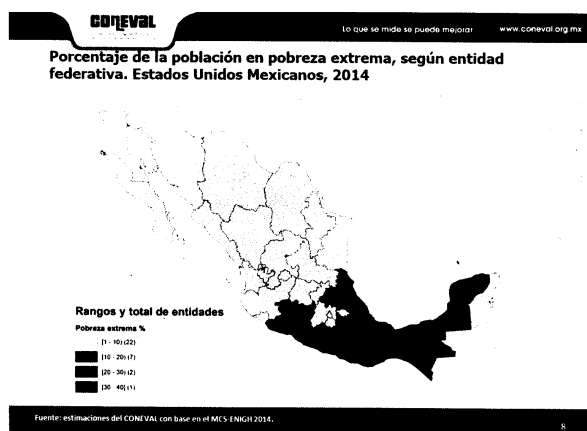 CONEVAL
Lo que se mide se puede mejorar
www.coneval.org.mx
Porcentaje de la población en pobreza extrema, según entidad
federativa. Estados Unidos Mexicanos, 2014
Rangos y total de entidades
Pobreza extrema %
[1 - 10) (22)
[10 - 20) (7)
[20 - 30) (2)
[30 - 40] (1)
Fuente: estimaciones del CONEVAL con base en el MCS-ENIGH 2014.
8